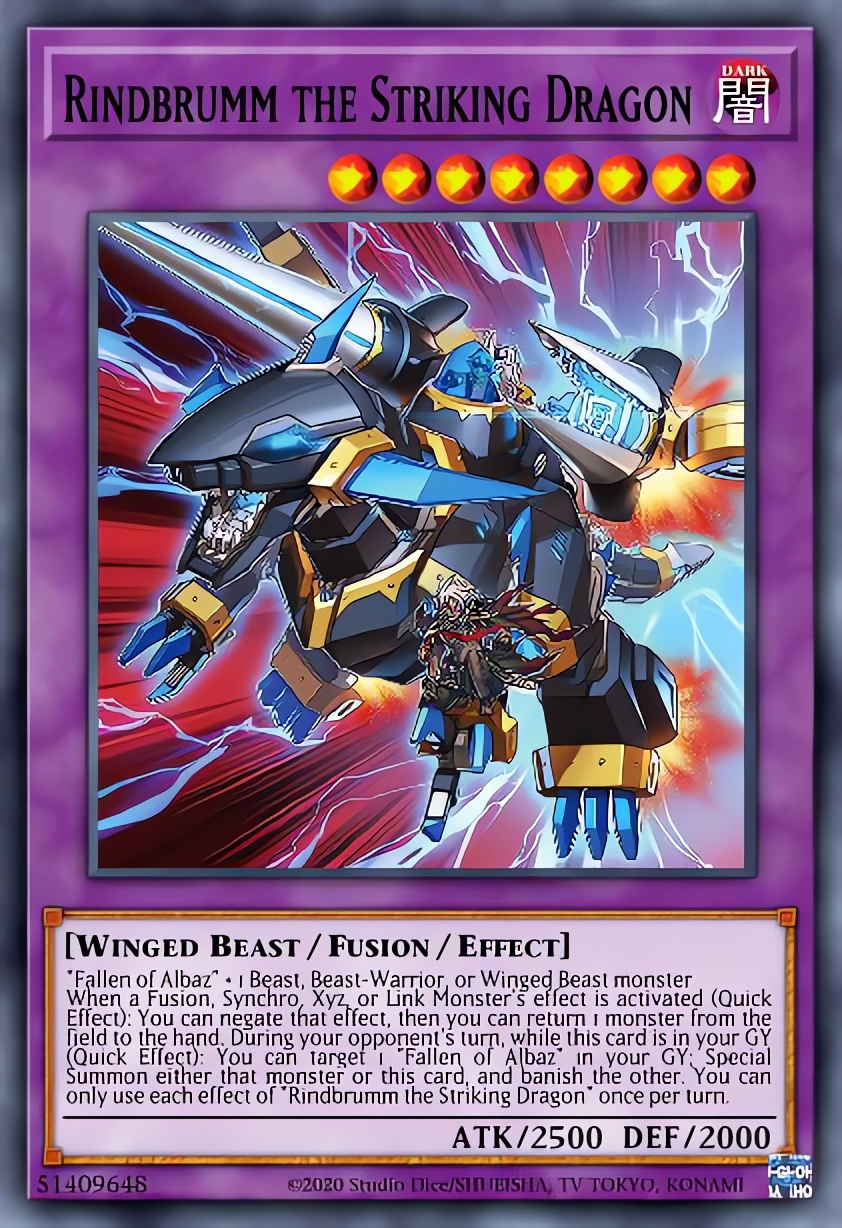 RINDBRUMM THE STRIKING DRAGON
DARK
闇
[WINGED BEAST / FUSION / EFFECT]
"Fallen of Albaz" + 1 Beast, Beast-Warrior, or Winged Beast monster
When a Fusion, Synchro, Xyz, or Link Monster's effect is activated (Quick
Effect): You can negate that effect, then you can return 1 monster from the
field to the hand. During your opponent's turn, while this card is in your GY
(Quick Effect): You can target 1 "Fallen of Albaz" in your GY; Special
Summon either that monster or this card, and banish the other. You can
only use each effect of "Rindbrumm the Striking Dragon" once per turn.
ATK/2500 DEF/2000
51409648
©2020 Studio Dice/SHUEISHA, TV TOKYO, KONAMI